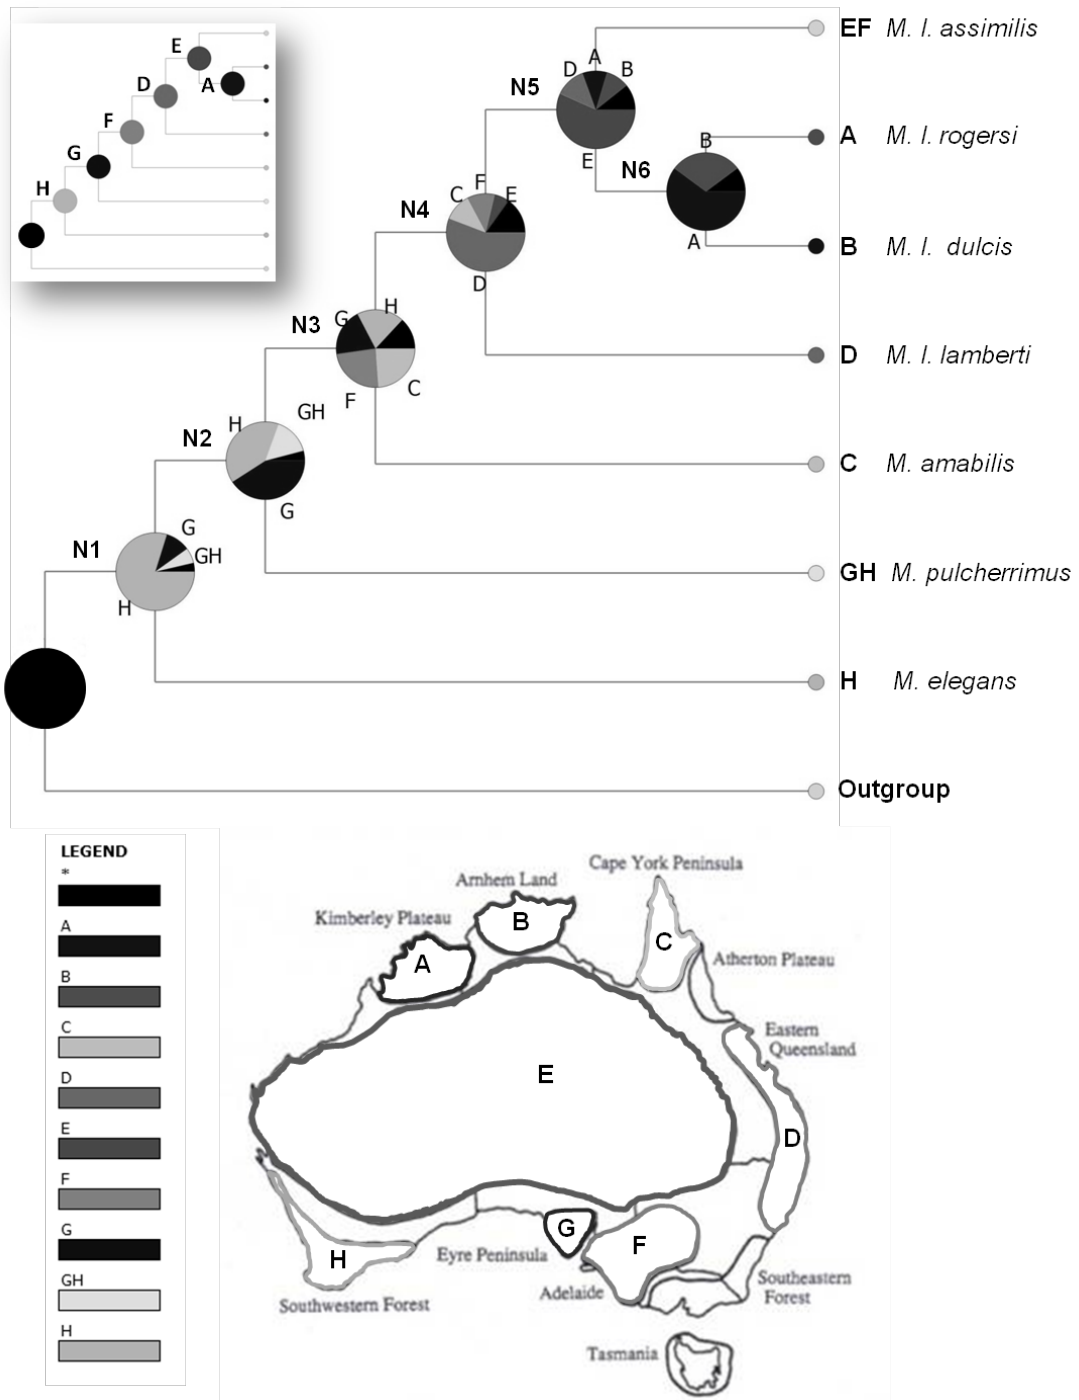 E
A
D
F
G
H
A
D
B
N5
E
N6
B
A
F
C
E
N4
D
H
G
N3
C
F
GH
H
N2
G
G
GH
N1
H
EF M. l. assimilis
A M. l. rogersi
B M. l. dulcis
D M. l. lamberti
C M. amabilis
GH M. pulcherrimus
H M. elegans
Outgroup
LEGEND
*
A
B
C
D
E
F
G
GH
H
Cape York Peninsula
Arnhem Land
Kimberley Plateau
B
C
A
Atherton Plateau
Eastern
Queensland
E
D
G
F
H
Eyre Peninsula
Adelaide
Southwestern Forest
Southeastern
Forest
Tasmania